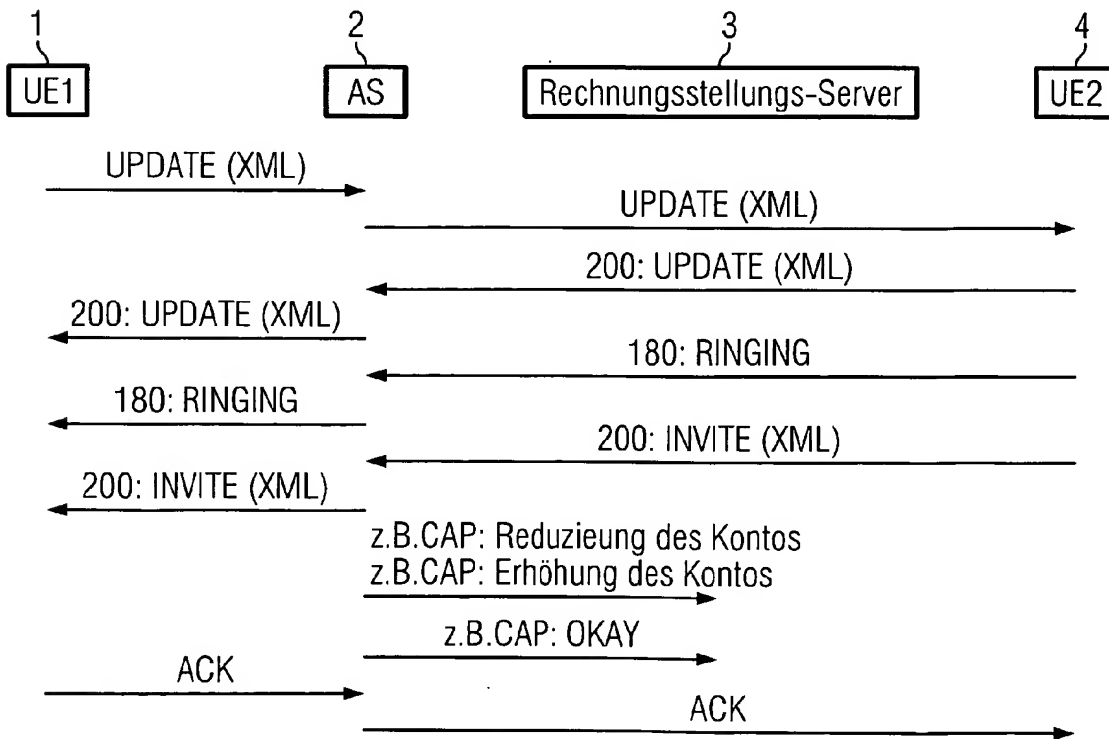 1 2 3 4
UE1 AS Rechnungsstellungs-Server UE2
UPDATE (XML)
UPDATE (XML)
200: UPDATE (XML)
200: UPDATE (XML)
180: RINGING
180: RINGING
200: INVITE (XML)
200: INVITE (XML)
z.B.CAP: Reduzieung des Kontos
z.B.CAP: Erhöhung des Kontos
z.B.CAP: OKAY
ACK
ACK